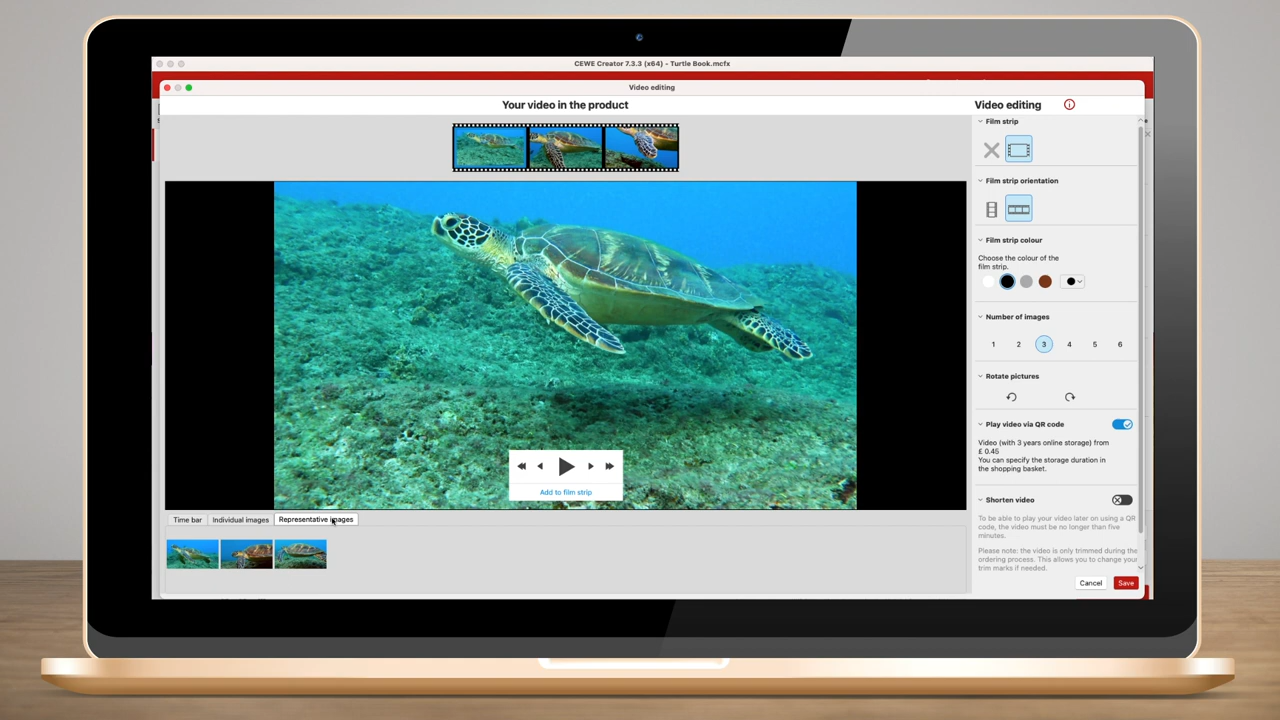 CEWE Creator 7.3.3 (x64) - Turtle Book.mcfx
Video editing
Your video in the product
Video editing
Film strip
Film strip orientation
Film strip colour
Choose the colour of the
film strip.
Number of images
1 2 3 4 5 6
Rotate pictures
Play video via QR code
Video (with 3 years online storage) from
£ 0.45
You can specify the storage duration in
the shopping basket.
Shorten video
To be able to play your video later on using a QR
code, the video must be no longer than five
minutes.
Please note: the video is only trimmed during the
ordering process. This allows you to change your
trim marks if needed.
Cancel Save
Add to film strip
Time bar Individual images Representative images